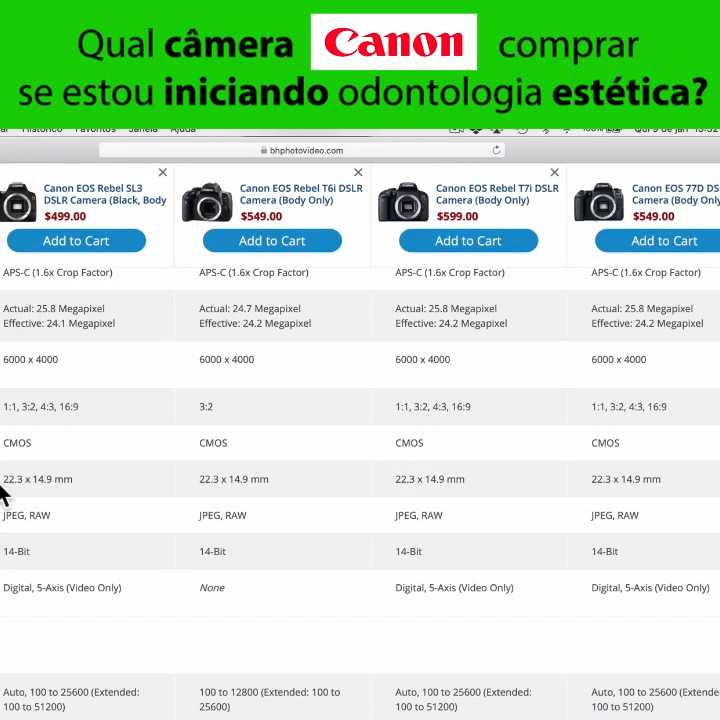 Qual câmera Canon comprar
se estou iniciando odontologia estética?
Histórico Favoritos Janela Ajuda 100% Qui 9 de jan 13:32
bhphotovideo.com
Canon EOS Rebel SL3
DSLR Camera (Black, Body
$499.00
Add to Cart
Canon EOS Rebel T6i DSLR
Camera (Body Only)
$549.00
Add to Cart
Canon EOS Rebel T7i DSLR
Camera (Body Only)
$599.00
Add to Cart
Canon EOS 77D DS
Camera (Body Only
$549.00
Add to Cart
APS-C (1.6x Crop Factor) APS-C (1.6x Crop Factor) APS-C (1.6x Crop Factor) APS-C (1.6x Crop Factor)
Actual: 25.8 Megapixel Actual: 24.7 Megapixel Actual: 25.8 Megapixel Actual: 25.8 Megapixel
Effective: 24.1 Megapixel Effective: 24.2 Megapixel Effective: 24.2 Megapixel Effective: 24.2 Megapixel
6000 x 4000 6000 x 4000 6000 x 4000 6000 x 4000
1:1, 3:2, 4:3, 16:9 3:2 1:1, 3:2, 4:3, 16:9 1:1, 3:2, 4:3, 16:9
CMOS CMOS CMOS CMOS
22.3 x 14.9 mm 22.3 x 14.9 mm 22.3 x 14.9 mm 22.3 x 14.9 mm
JPEG, RAW JPEG, RAW JPEG, RAW JPEG, RAW
14-Bit 14-Bit 14-Bit 14-Bit
Digital, 5-Axis (Video Only) None Digital, 5-Axis (Video Only) Digital, 5-Axis (Video Only)
Auto, 100 to 25600 (Extended: 100 to 12800 (Extended: 100 to Auto, 100 to 25600 (Extended: Auto, 100 to 25600 (Extended:
100 to 51200) 25600) 100 to 51200) 100 to 51200)